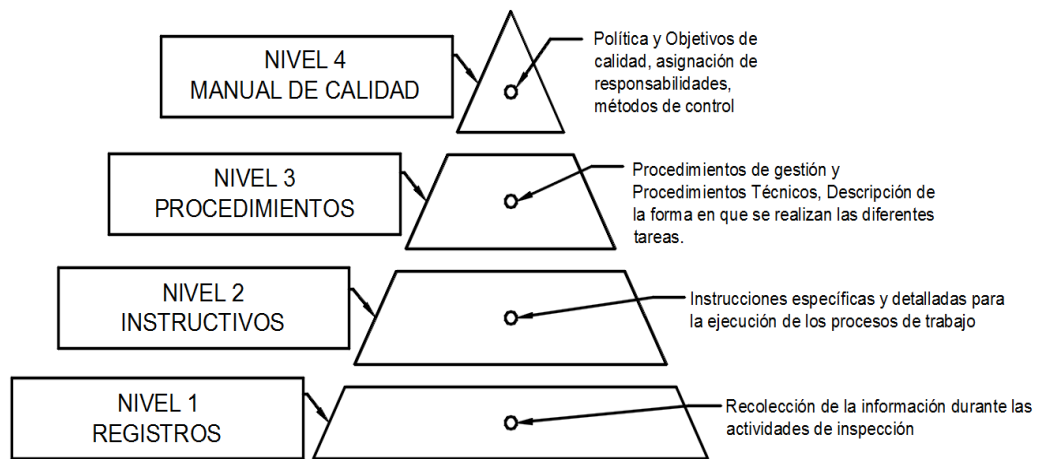 NIVEL 4
MANUAL DE CALIDAD
Política y Objetivos de
calidad, asignación de
responsabilidades,
métodos de control
NIVEL 3
PROCEDIMIENTOS
Procedimientos de gestión y
Procedimientos Técnicos, Descripción de
la forma en que se realizan las diferentes
tareas.
NIVEL 2
INSTRUCTIVOS
Instrucciones específicas y detalladas para
la ejecución de los procesos de trabajo
NIVEL 1
REGISTROS
Recolección de la información durante las
actividades de inspección